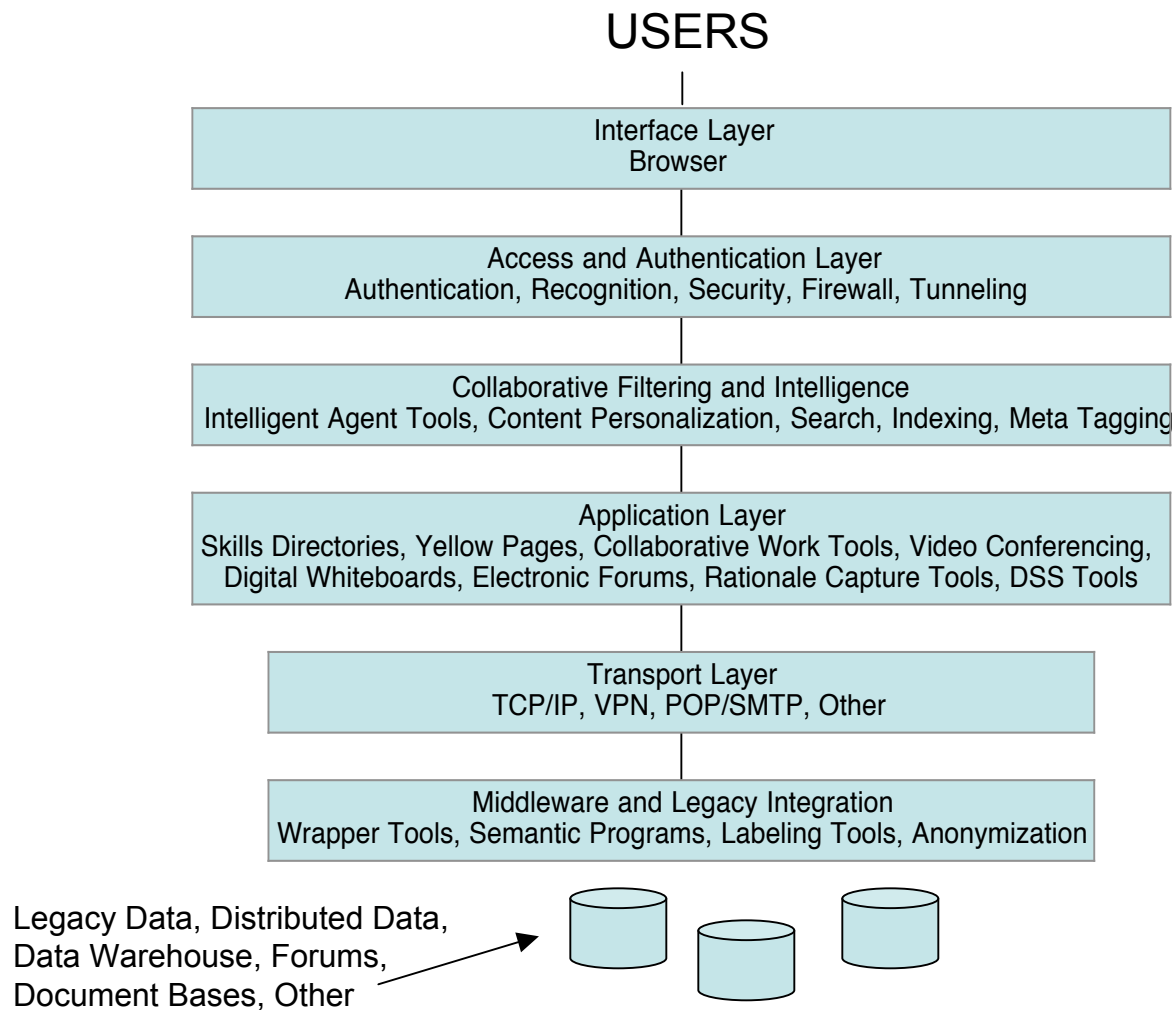 USERS
Interface Layer
Browser
Access and Authentication Layer
Authentication, Recognition, Security, Firewall, Tunneling
Collaborative Filtering and Intelligence
Intelligent Agent Tools, Content Personalization, Search, Indexing, Meta Tagging
Application Layer
Skills Directories, Yellow Pages, Collaborative Work Tools, Video Conferencing,
Digital Whiteboards, Electronic Forums, Rationale Capture Tools, DSS Tools
Transport Layer
TCP/IP, VPN, POP/SMTP, Other
Middleware and Legacy Integration
Wrapper Tools, Semantic Programs, Labeling Tools, Anonymization
Legacy Data, Distributed Data,
Data Warehouse, Forums,
Document Bases, Other